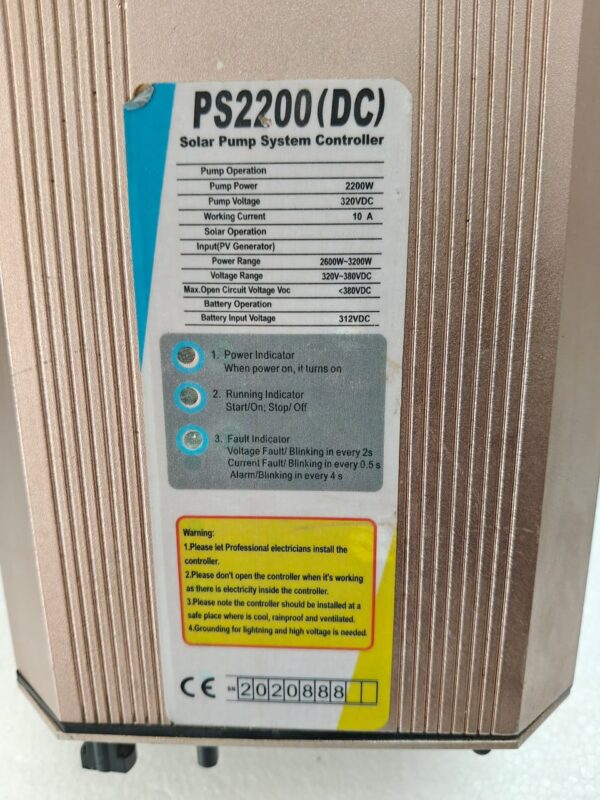 PS2200(DC)
Solar Pump System Controller
Pump Operation
Pump Power 2200W
Pump Voltage 320VDC
Working Current 10 A
Solar Operation
Input(PV Generator)
Power Range 2600W~3200W
Voltage Range 320V~380VDC
Max.Open Circuit Voltage Voc <380VDC
Battery Operation
Battery Input Voltage 312VDC
1. Power Indicator
When power on, it turns on
2. Running Indicator
Start/On; Stop/ Off
3. Fault Indicator
Voltage Fault/ Blinking in every 2s
Current Fault/ Blinking in every 0.5 s
Alarm/Blinking in every 4 s
Warning:
1.Please let Professional electricians install the
controller.
2.Please don't open the controller when it's working
as there is electricity inside the controller.
3.Please note the controller should be installed at a
safe place where is cool, rainproof and ventilated.
4.Grounding for lightning and high voltage is needed.
CE SN 2020888